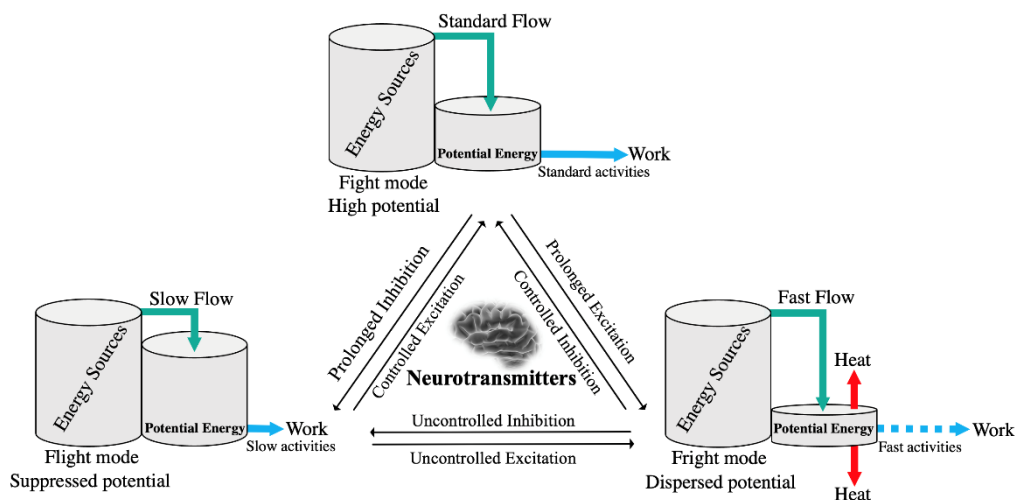 Standard Flow
Energy Sources
Potential Energy
Work
Standard activities
Fight mode
High potential
Prolonged Inhibition
Controlled Excitation
Prolonged Excitation
Controlled Inhibition
Neurotransmitters
Uncontrolled Inhibition
Uncontrolled Excitation
Slow Flow
Energy Sources
Potential Energy
Work
Slow activities
Flight mode
Suppressed potential
Fast Flow
Energy Sources
Heat
Potential Energy
Work
Fast activities
Fright mode
Dispersed potential
Heat